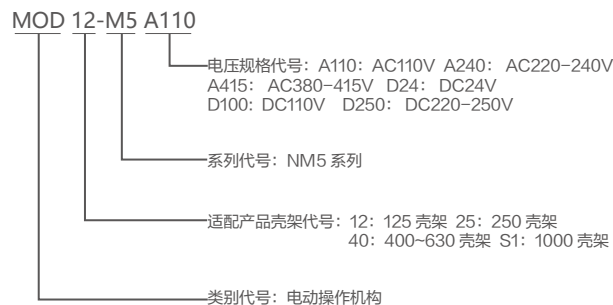 MOD 12-M5 A110
电压规格代号：A110：AC110V A240：AC220-240V
A415：AC380-415V D24：DC24V
D100：DC110V D250：DC220-250V
系列代号：NM5 系列
适配产品壳架代号：12：125 壳架 25：250 壳架
40：400~630 壳架 S1：1000 壳架
类别代号：电动操作机构